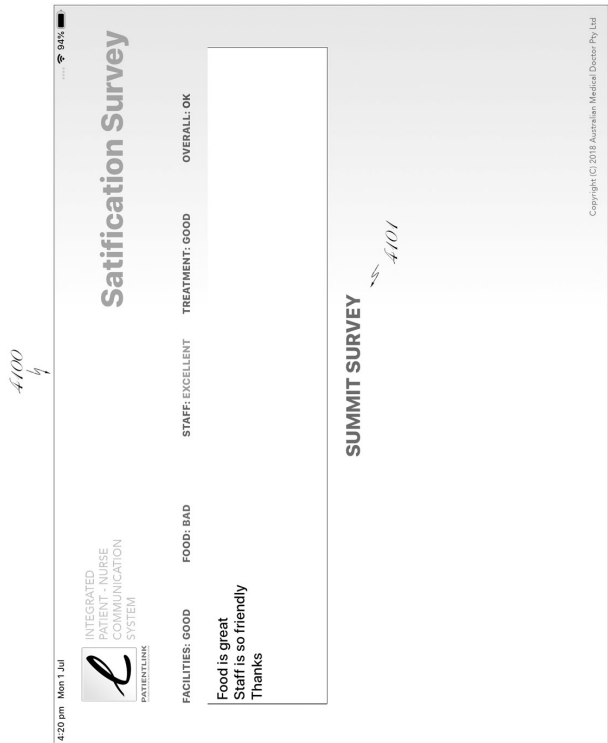 4100
4:20 pm Mon 1 Jul 94%
INTEGRATED
PATIENT - NURSE
COMMUNICATION
SYSTEM
PATIENTLINK
Satification Survey
FACILITIES: GOOD FOOD: BAD STAFF: EXCELLENT TREATMENT: GOOD OVERALL: OK
Food is great
Staff is so friendly
Thanks
SUMMIT SURVEY
4101
Copyright (C) 2018 Australian Medical Doctor Pty Ltd